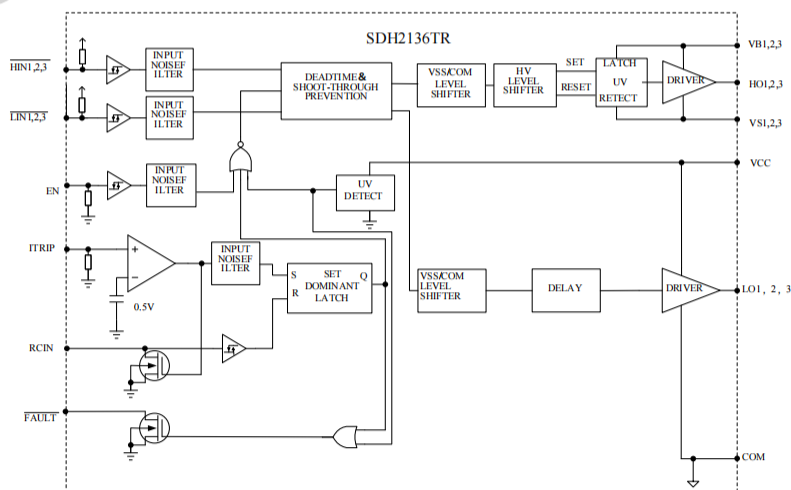 SDH2136TR
HIN1,2,3
INPUT
NOISEF
ILTER
LIN1,2,3
INPUT
NOISEF
ILTER
DEADTIME&
SHOOT-THROUGH
PREVENTION
VSS/COM
LEVEL
SHIFTER
HV
LEVEL
SHIFTER
SET
RESET
LATCH
UV
RETECT
DRIVER
VB1,2,3
HO1,2,3
VS1,2,3
EN
INPUT
NOISEF
ILTER
UV
DETECT
VCC
ITRIP
+
−
0.5V
INPUT
NOISEF
ILTER
S
R
SET
DOMINANT
LATCH
Q
VSS/COM
LEVEL
SHIFTER
DELAY
DRIVER
LO1, 2, 3
RCIN
FAULT
COM